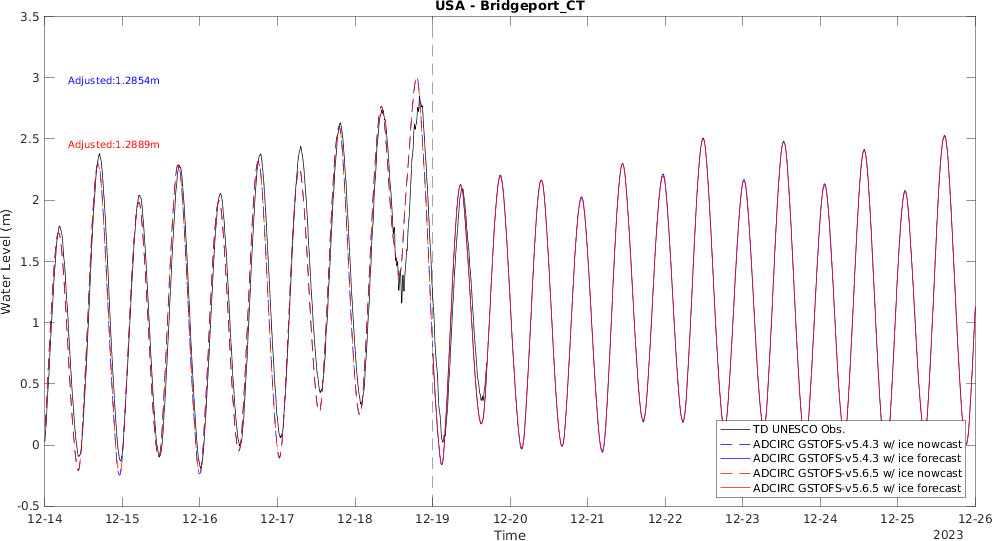 USA - Bridgeport_CT
3.5
3
2.5
2
1.5
1
0.5
0
-0.5
Water Level (m)
Adjusted:1.2854m
Adjusted:1.2889m
TD UNESCO Obs.
ADCIRC GSTOFS-v5.4.3 w/ ice nowcast
ADCIRC GSTOFS-v5.4.3 w/ ice forecast
ADCIRC GSTOFS-v5.6.5 w/ ice nowcast
ADCIRC GSTOFS-v5.6.5 w/ ice forecast
12-14 12-15 12-16 12-17 12-18 12-19 12-20 12-21 12-22 12-23 12-24 12-25 12-26
Time
2023